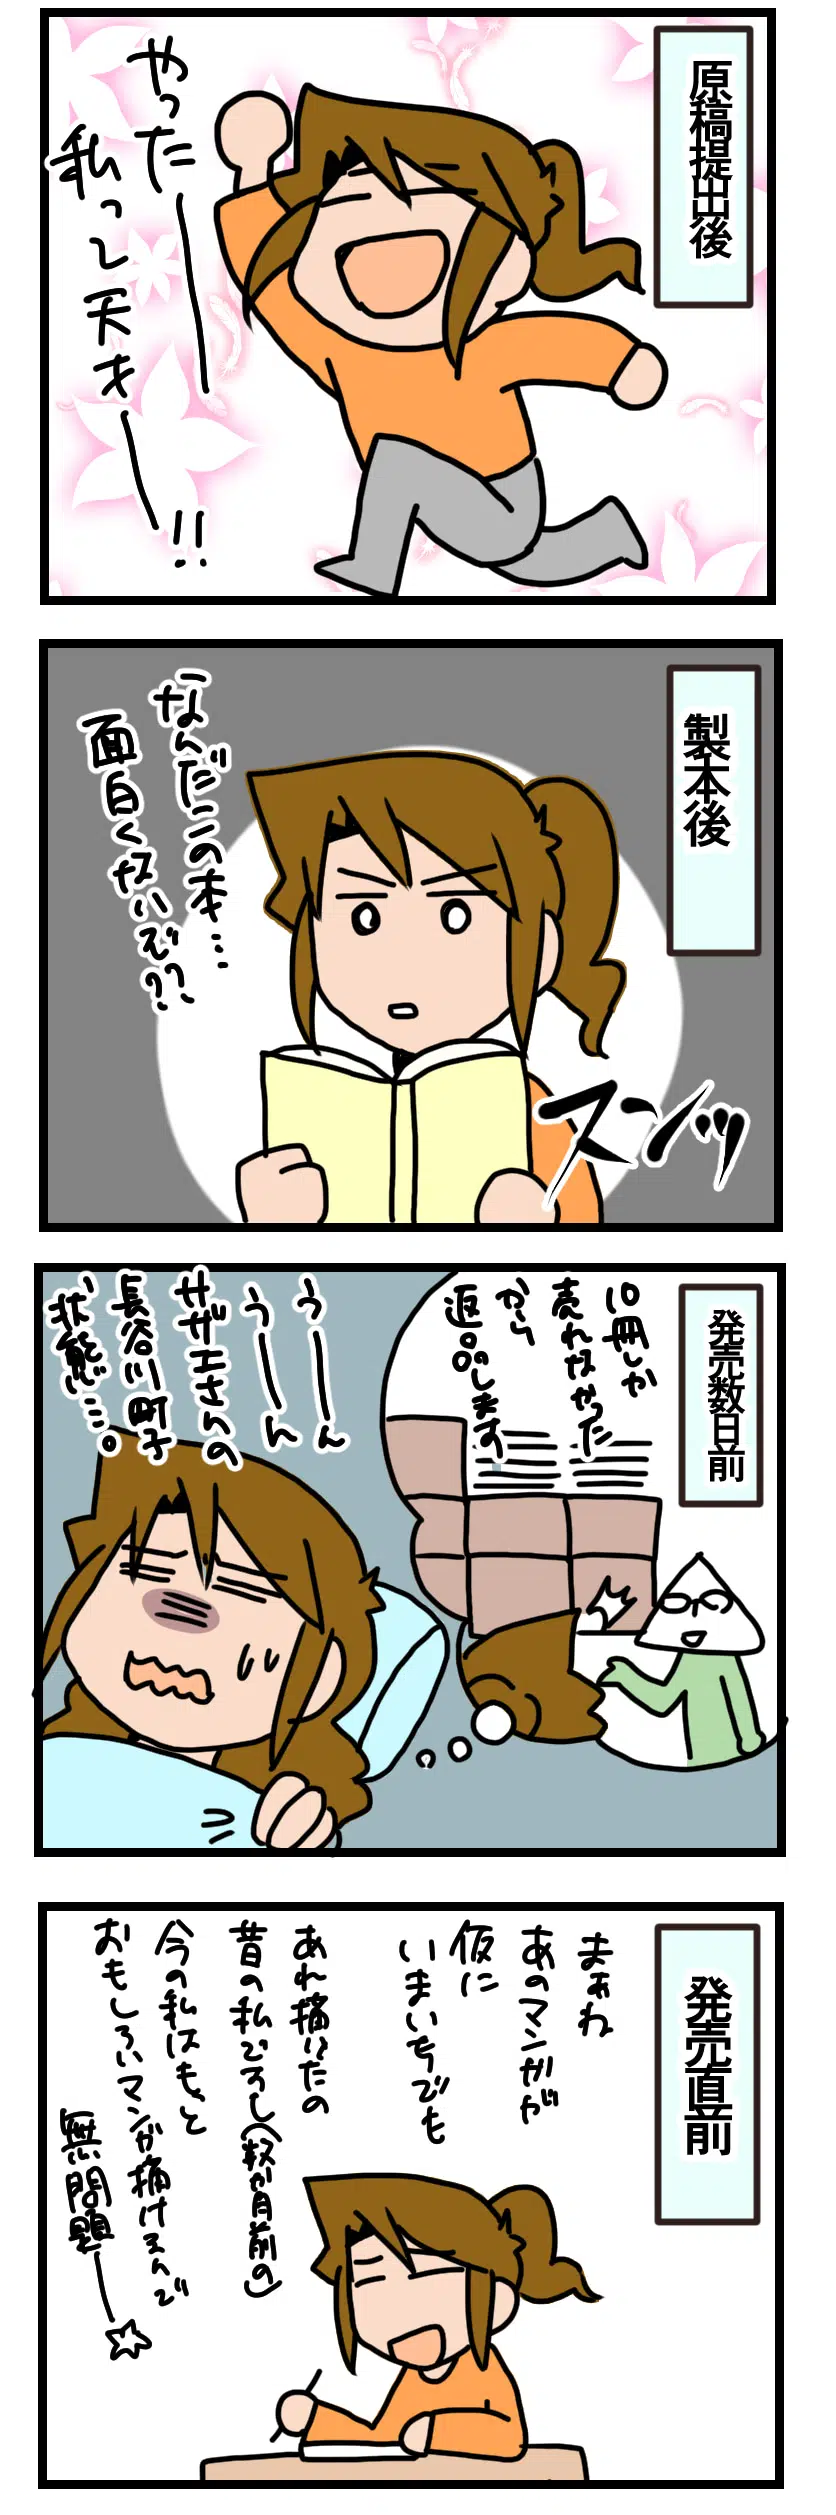 原稿提出後
やったー
私って天才ー!!
製本後
なんだこの本…
面白くないぞ?
スンッ
発売数日前
10冊しか
売れなかった
から
返品します
うーん
うーん
サザエさんの
長谷川町子
状態…。
発売直前
まぁね
あのマンガが
仮に
いまいちでも
あれ描いたの
昔の私だろし(数か月前の)
今の私はもっと
おもしろいマンガ描けるんで
無問題ー☆